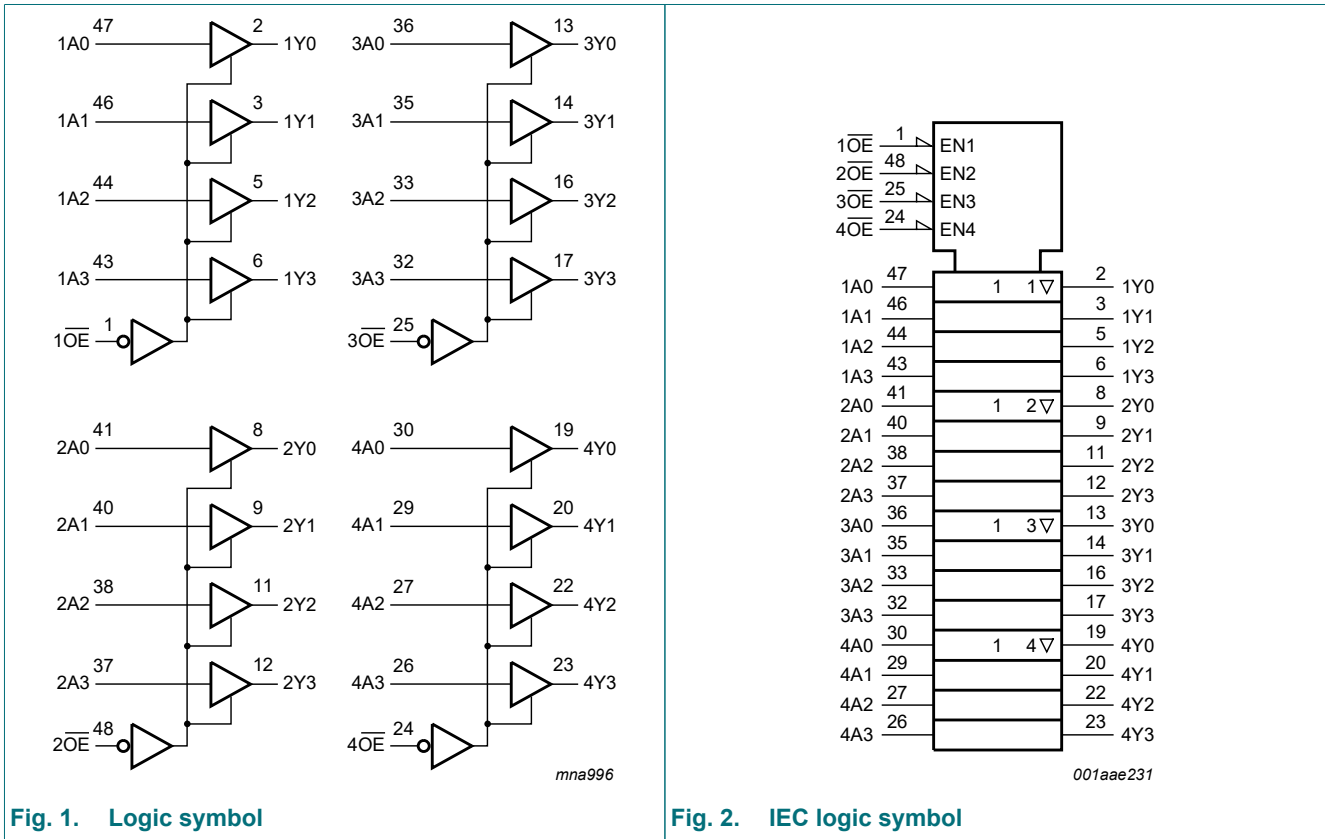 47 2
1A0 1Y0
46 3
1A1 1Y1
44 5
1A2 1Y2
43 6
1A3 1Y3
1
1O̅E̅
36 13
3A0 3Y0
35 14
3A1 3Y1
33 16
3A2 3Y2
32 17
3A3 3Y3
25
3O̅E̅
41 8
2A0 2Y0
40 9
2A1 2Y1
38 11
2A2 2Y2
37 12
2A3 2Y3
48
2O̅E̅
30 19
4A0 4Y0
29 20
4A1 4Y1
27 22
4A2 4Y2
26 23
4A3 4Y3
24
4O̅E̅
mna996
Fig. 1. Logic symbol
1O̅E̅ 1 EN1
2O̅E̅ 48 EN2
3O̅E̅ 25 EN3
4O̅E̅ 24 EN4
1A0 47 1 1▽ 2 1Y0
1A1 46 3 1Y1
1A2 44 5 1Y2
1A3 43 6 1Y3
2A0 41 1 2▽ 8 2Y0
2A1 40 9 2Y1
2A2 38 11 2Y2
2A3 37 12 2Y3
3A0 36 1 3▽ 13 3Y0
3A1 35 14 3Y1
3A2 33 16 3Y2
3A3 32 17 3Y3
4A0 30 1 4▽ 19 4Y0
4A1 29 20 4Y1
4A2 27 22 4Y2
4A3 26 23 4Y3
001aae231
Fig. 2. IEC logic symbol